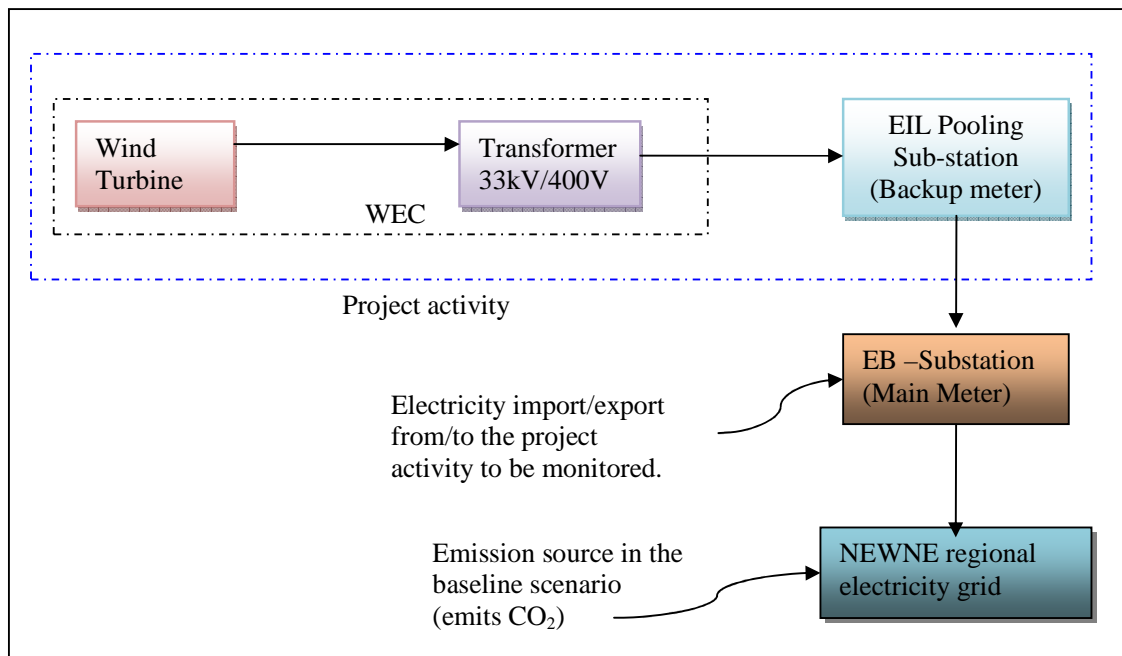 Wind
Turbine
Transformer
33kV/400V
WEC
EIL Pooling
Sub-station
(Backup meter)
Project activity
EB –Substation
(Main Meter)
Electricity import/export
from/to the project
activity to be monitored.
Emission source in the
baseline scenario
(emits CO₂)
NEWNE regional
electricity grid